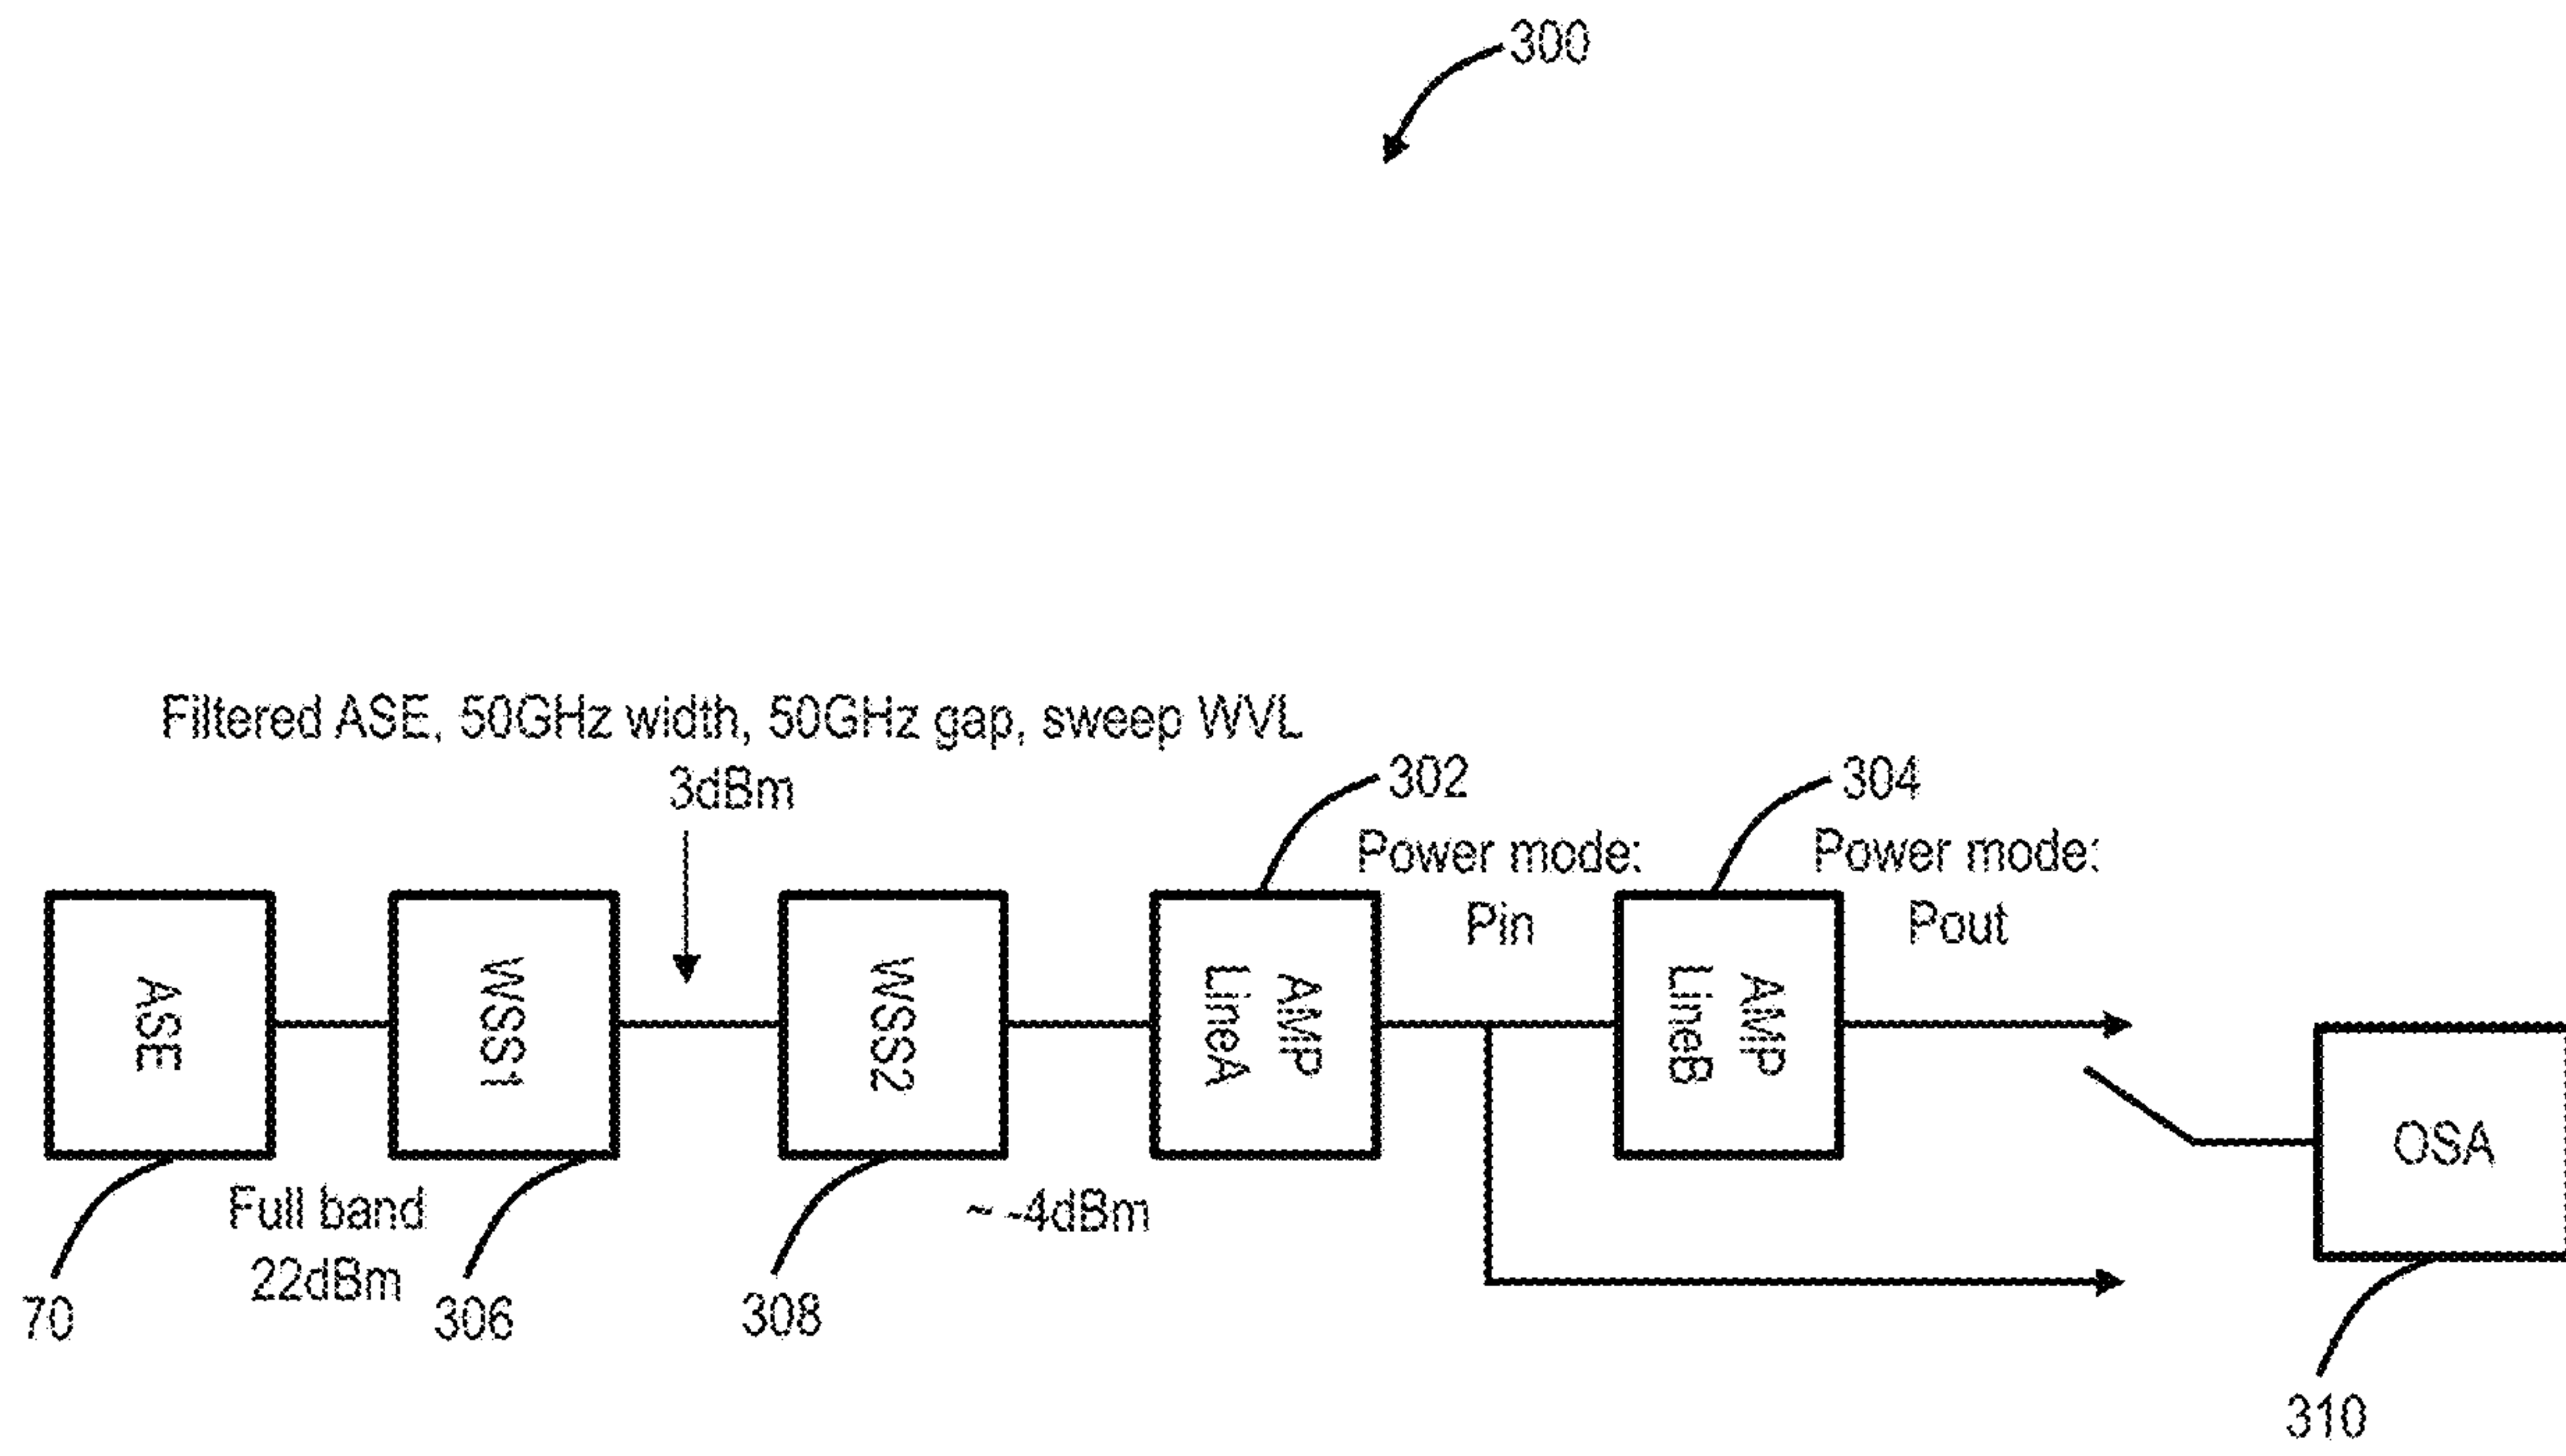 300
Filtered ASE, 50GHz width, 50GHz gap, sweep WVL
3dBm
302
304
Power mode:
Pin
Power mode:
Pout
ASE
WSS1
WSS2
AMP
LineA
AMP
LineB
OSA
Full band
22dBm
~ -4dBm
70
306
308
310